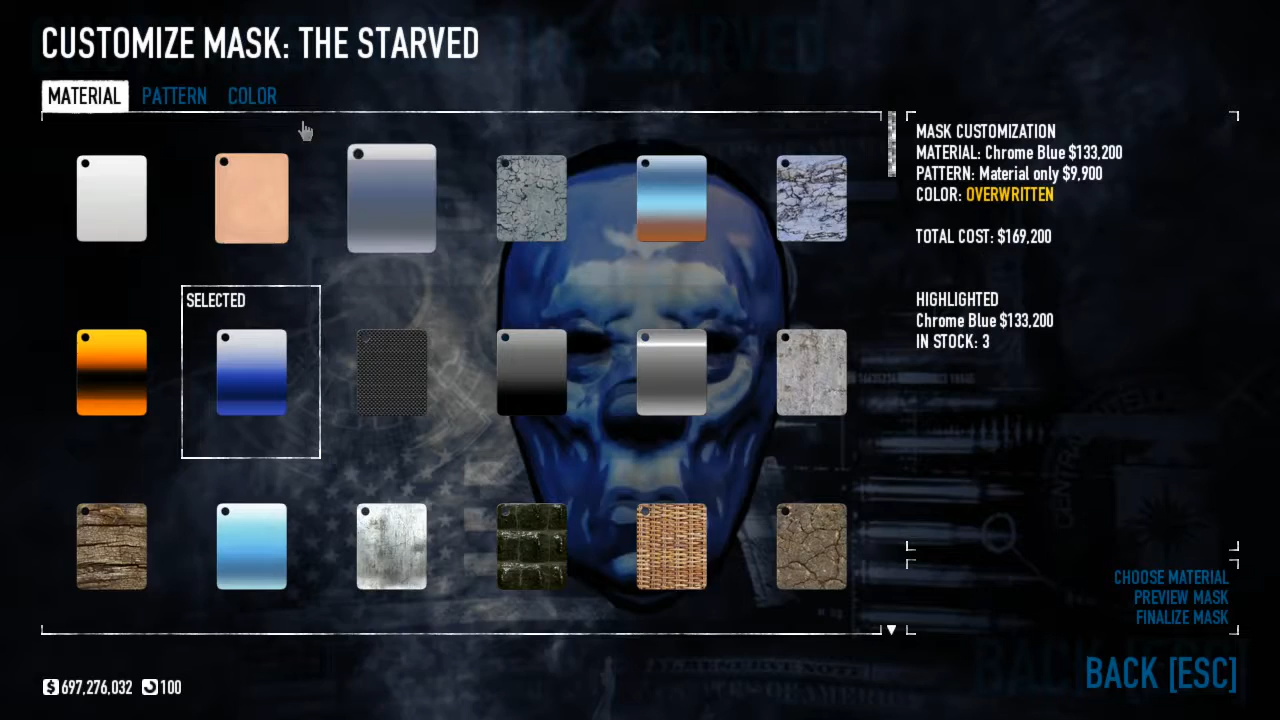 CUSTOMIZE MASK: THE STARVED
MATERIAL PATTERN COLOR
MASK CUSTOMIZATION
MATERIAL: Chrome Blue $133,200
PATTERN: Material only $9,900
COLOR: OVERWRITTEN
TOTAL COST: $169,200
SELECTED
HIGHLIGHTED
Chrome Blue $133,200
IN STOCK: 3
CHOOSE MATERIAL
PREVIEW MASK
FINALIZE MASK
BACK [ESC]
697,276,032 100